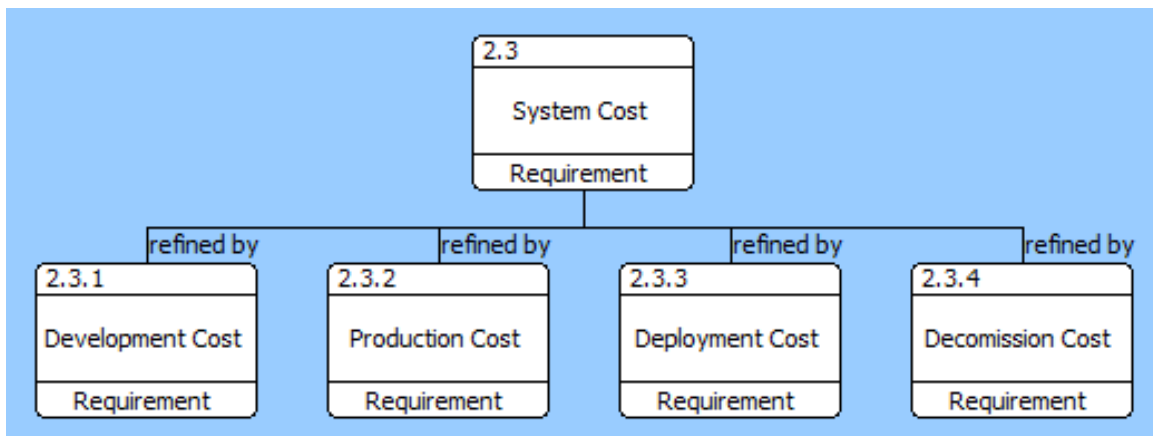 2.3
System Cost
Requirement
refined by refined by refined by refined by
2.3.1 2.3.2 2.3.3 2.3.4
Development Cost Production Cost Deployment Cost Decomission Cost
Requirement Requirement Requirement Requirement